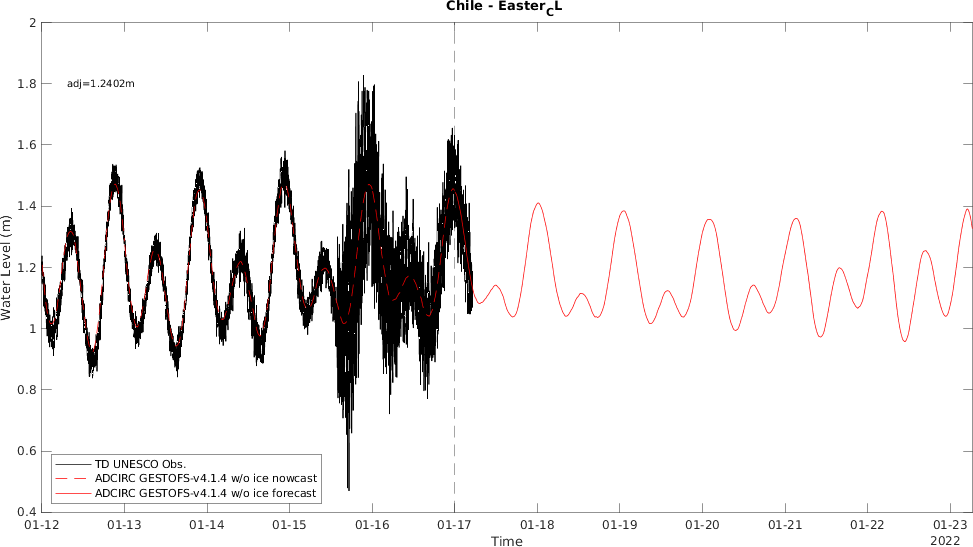 Chile - Easter_CL
2
1.8
1.6
1.4
1.2
1
0.8
0.6
0.4
Water Level (m)
adj=1.2402m
TD UNESCO Obs.
ADCIRC GESTOFS-v4.1.4 w/o ice nowcast
ADCIRC GESTOFS-v4.1.4 w/o ice forecast
01-12 01-13 01-14 01-15 01-16 01-17 01-18 01-19 01-20 01-21 01-22 01-23
Time 2022